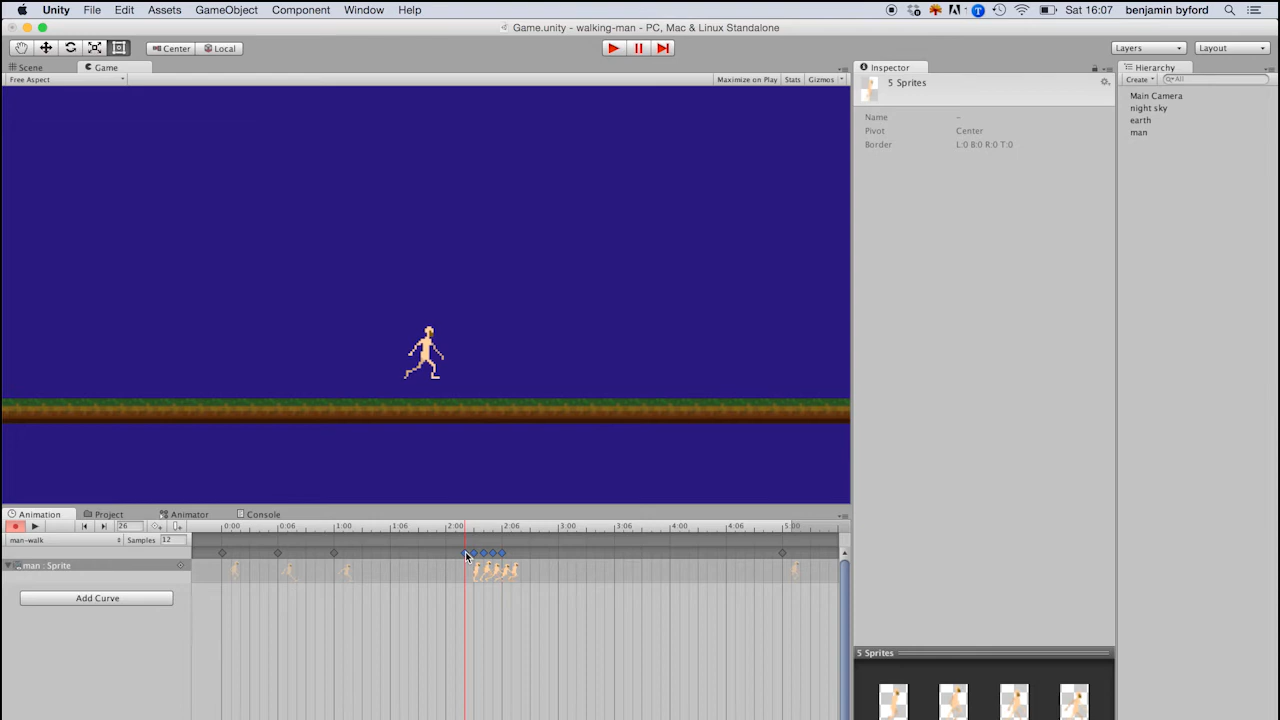 Unity File Edit Assets GameObject Component Window Help Sat 16:07 benjamin byford
Game.unity - walking-man - PC, Mac & Linux Standalone
Center Local Layers Layout
Scene Game Inspector Hierarchy
Free Aspect Maximize on Play Stats Gizmos 5 Sprites Create All
Main Camera
night sky
Name - earth
Pivot Center man
Border L:0 B:0 R:0 T:0
Animation Project Animator Console
26 0:00 0:06 1:00 1:06 2:00 2:06 3:00 3:06 4:00 4:06 5:00
man-walk Samples 12
man : Sprite
Add Curve
5 Sprites